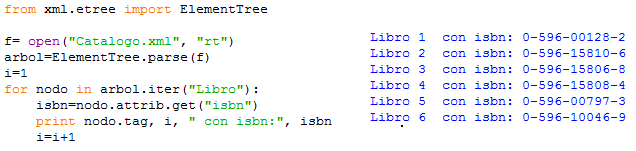 from xml.etree import ElementTree
f= open("Catalogo.xml", "rt")
arbol=ElementTree.parse(f)
i=1
for nodo in arbol.iter("Libro"):
    isbn=nodo.attrib.get("isbn")
    print nodo.tag, i, " con isbn:", isbn
    i=i+1
Libro 1  con isbn: 0-596-00128-2
Libro 2  con isbn: 0-596-15810-6
Libro 3  con isbn: 0-596-15806-8
Libro 4  con isbn: 0-596-15808-4
Libro 5  con isbn: 0-596-00797-3
Libro 6  con isbn: 0-596-10046-9